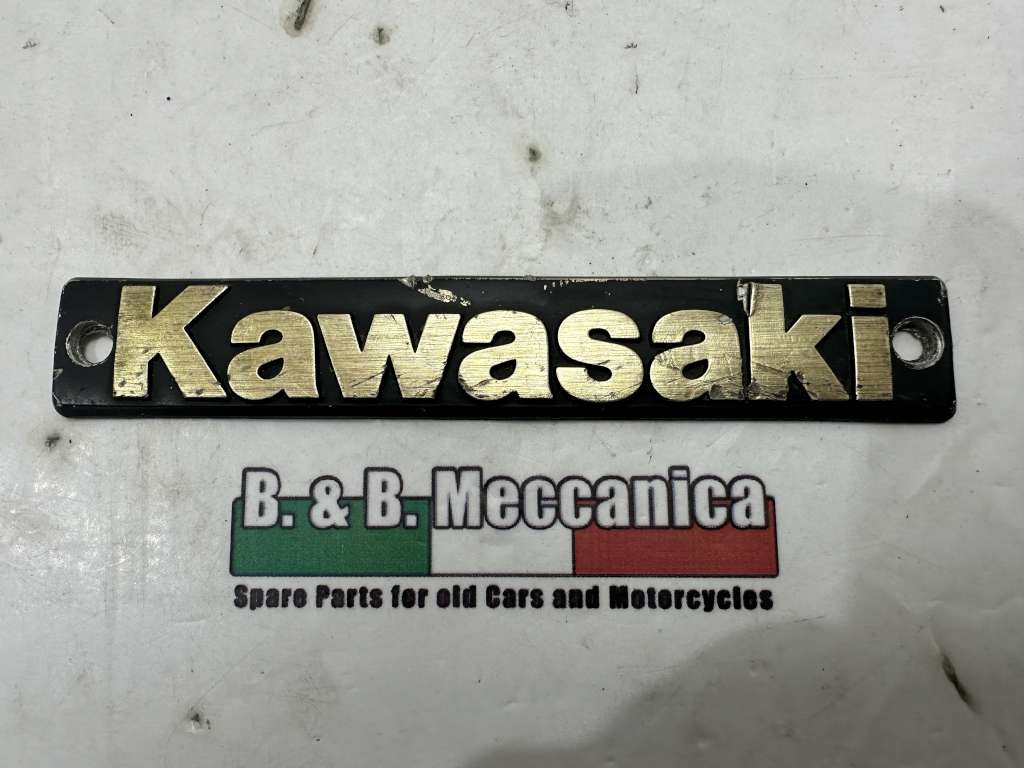 Kawasaki
B. & B. Meccanica
Spare Parts for old Cars and Motorcycles